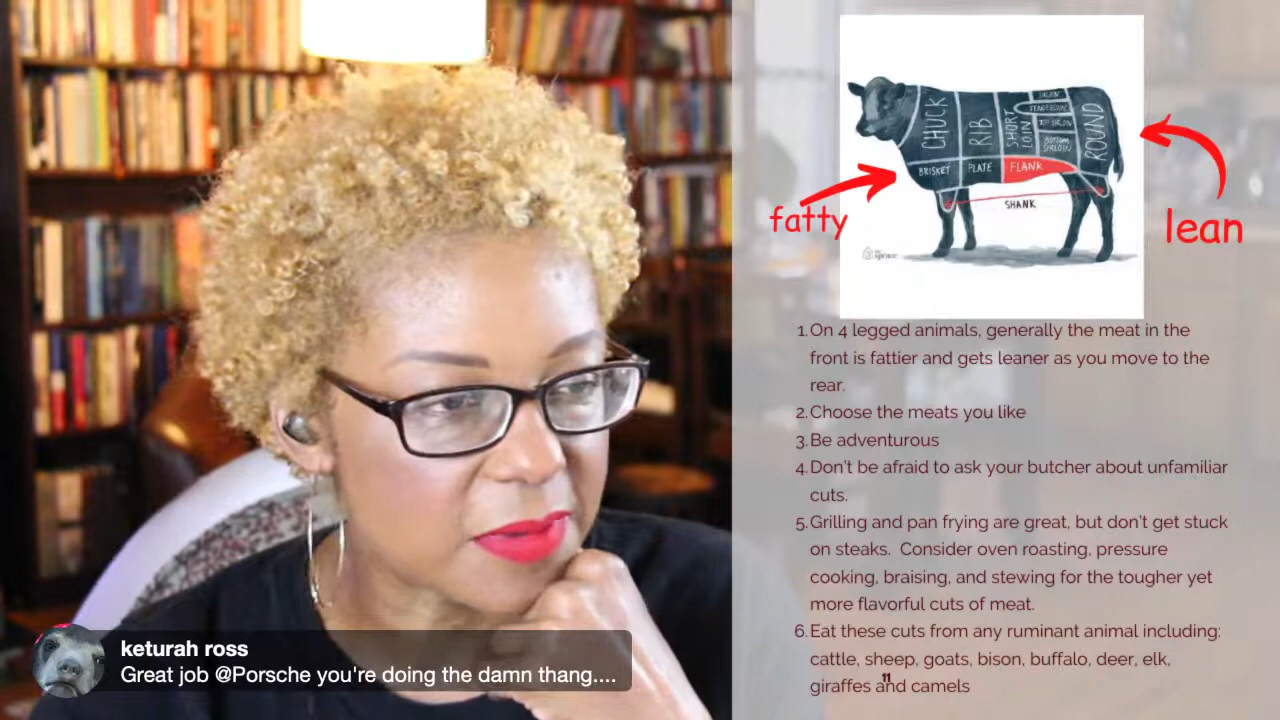 CHUCK
RIB
SHORT
LOIN
SIRLOIN
TENDERLOIN
TOP SIRLOIN
BOTTOM
SIRLOIN
ROUND
BRISKET
PLATE
FLANK
SHANK
fatty
lean
1. On 4 legged animals, generally the meat in the
front is fattier and gets leaner as you move to the
rear.
2. Choose the meats you like
3. Be adventurous
4. Don't be afraid to ask your butcher about unfamiliar
cuts.
5. Grilling and pan frying are great, but don't get stuck
on steaks. Consider oven roasting, pressure
cooking, braising, and stewing for the tougher yet
more flavorful cuts of meat.
6. Eat these cuts from any ruminant animal including:
cattle, sheep, goats, bison, buffalo, deer, elk,
giraffes and camels
11
keturah ross
Great job @Porsche you're doing the damn thang....